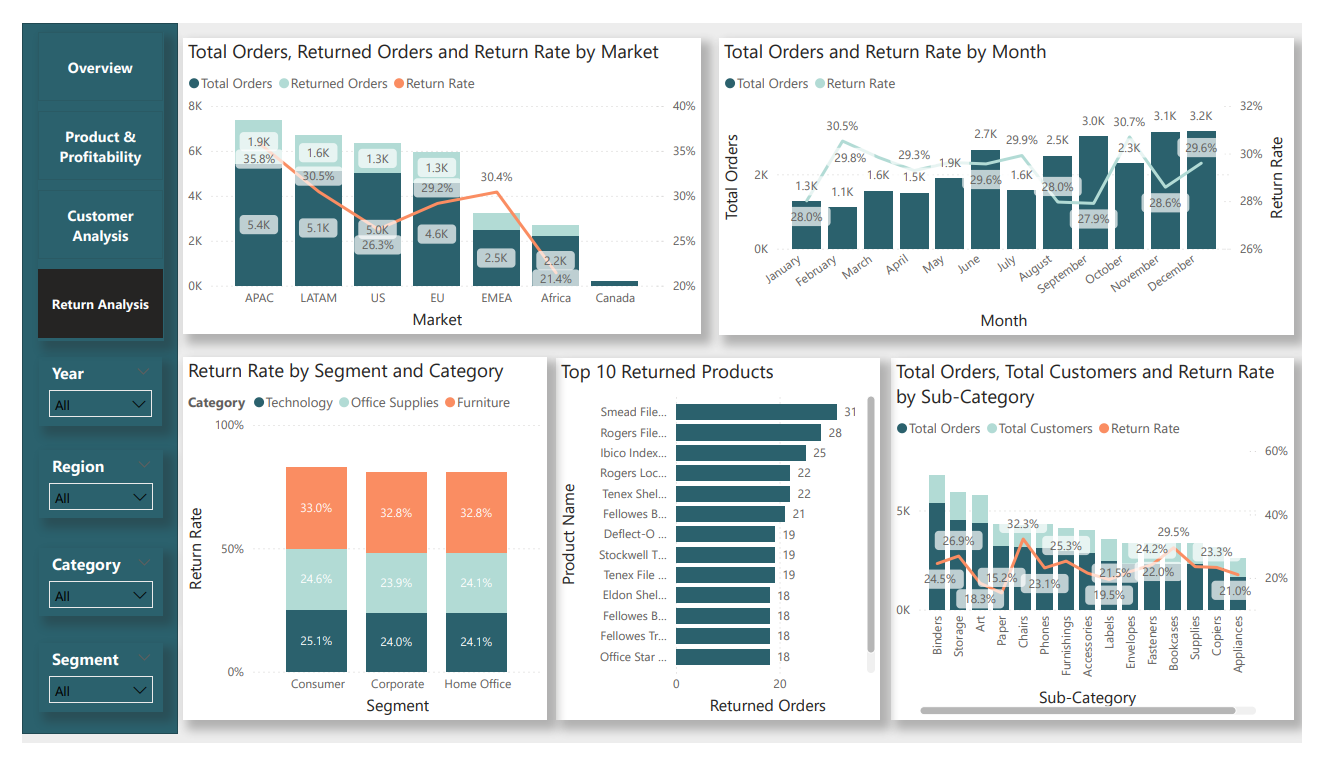 Overview
Product &
Profitability
Customer
Analysis
Return Analysis
Year
All
Region
All
Category
All
Segment
All
Total Orders, Returned Orders and Return Rate by Market
Total Orders Returned Orders Return Rate
8K
6K
4K
2K
0K
40%
35%
30%
25%
20%
1.9K
35.8%
5.4K
1.6K
30.5%
5.1K
1.3K
5.0K
26.3%
1.3K
29.2%
4.6K
30.4%
2.5K
2.2K
21.4%
APAC LATAM US EU EMEA Africa Canada
Market
Total Orders and Return Rate by Month
Total Orders Return Rate
Total Orders
2K
0K
32%
30%
28%
26%
Return Rate
1.3K
28.0%
30.5%
1.1K
29.8%
1.6K
29.3%
1.5K
1.9K
2.7K
29.6%
29.9%
1.6K
2.5K
28.0%
3.0K
27.9%
30.7%
2.3K
3.1K
28.6%
3.2K
29.6%
January February March April May June July August September October November December
Month
Return Rate by Segment and Category
Category Technology Office Supplies Furniture
Return Rate
100%
50%
0%
33.0% 32.8% 32.8%
24.6% 23.9% 24.1%
25.1% 24.0% 24.1%
Consumer Corporate Home Office
Segment
Top 10 Returned Products
Product Name
Smead File... 31
Rogers File... 28
Ibico Index... 25
Rogers Loc... 22
Tenex Shel... 22
Fellowes B... 21
Deflect-O ... 19
Stockwell T... 19
Tenex File ... 19
Eldon Shel... 18
Fellowes B... 18
Fellowes Tr... 18
Office Star ... 18
0 20
Returned Orders
Total Orders, Total Customers and Return Rate
by Sub-Category
Total Orders Total Customers Return Rate
5K
0K
60%
40%
20%
24.5%
26.9%
18.3%
15.2%
32.3%
23.1%
25.3%
19.5%
21.5%
24.2%
22.0%
29.5%
23.3%
21.0%
Binders Storage Art Paper Chairs Phones Furnishings Accessories Labels Envelopes Fasteners Bookcases Supplies Copiers Appliances
Sub-Category